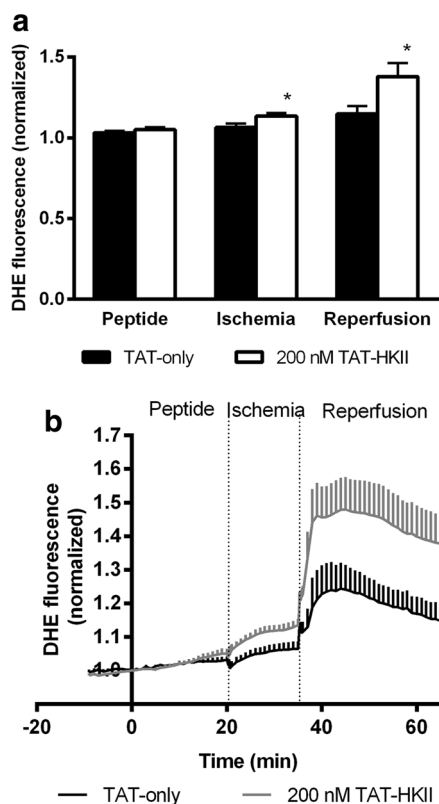 a
DHE fluorescence (normalized)
1.5
1.0
0.5
0.0
*
*
Peptide Ischemia Reperfusion
TAT-only 200 nM TAT-HKII
b
Peptide Ischemia Reperfusion
DHE fluorescence
(normalized)
1.7
1.6
1.5
1.4
1.3
1.2
1.1
1.0
-20 0 20 40 60
Time (min)
TAT-only 200 nM TAT-HKII